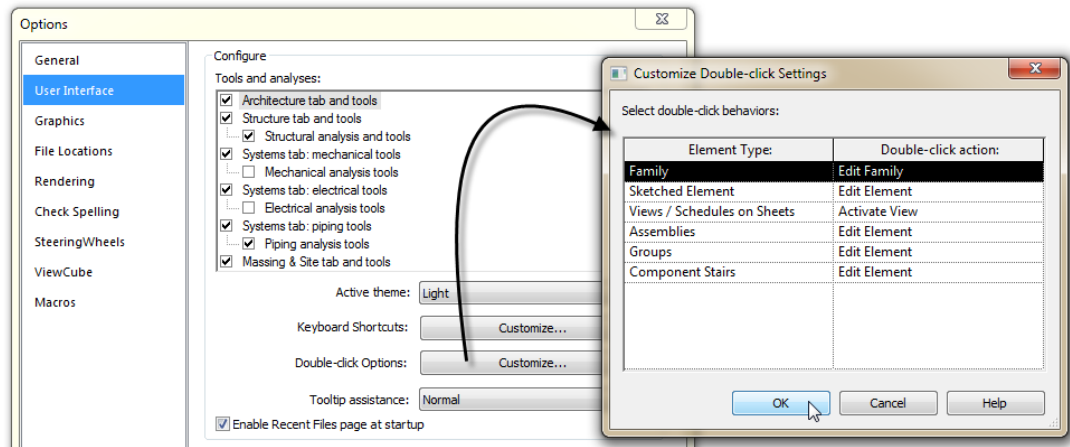 Options
General
User Interface
Graphics
File Locations
Rendering
Check Spelling
SteeringWheels
ViewCube
Macros
Configure
Tools and analyses:
Architecture tab and tools
Structure tab and tools
Structural analysis and tools
Systems tab: mechanical tools
Mechanical analysis tools
Systems tab: electrical tools
Electrical analysis tools
Systems tab: piping tools
Piping analysis tools
Massing & Site tab and tools
Active theme: Light
Keyboard Shortcuts: Customize...
Double-click Options: Customize...
Tooltip assistance: Normal
Enable Recent Files page at startup
Customize Double-click Settings
Select double-click behaviors:
Element Type: Double-click action:
Family Edit Family
Sketched Element Edit Element
Views / Schedules on Sheets Activate View
Assemblies Edit Element
Groups Edit Element
Component Stairs Edit Element
OK Cancel Help